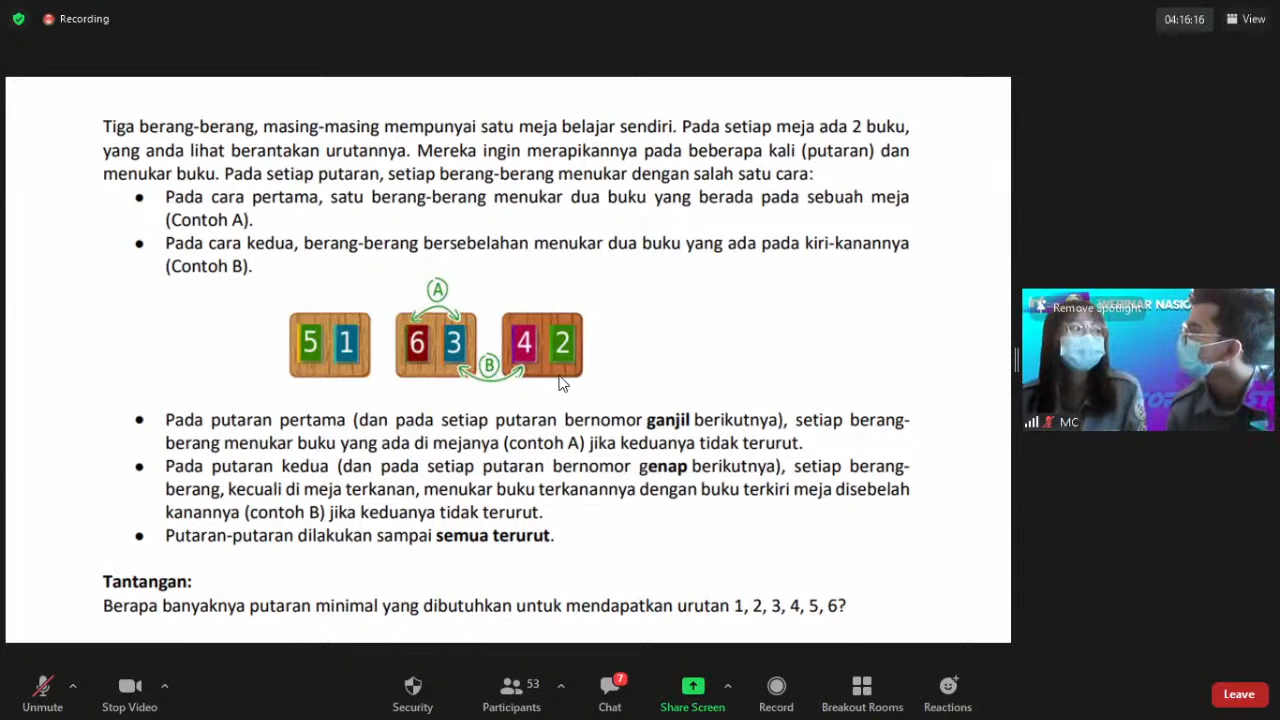 Recording
04:16:16
View
Tiga berang-berang, masing-masing mempunyai satu meja belajar sendiri. Pada setiap meja ada 2 buku,
yang anda lihat berantakan urutannya. Mereka ingin merapikannya pada beberapa kali (putaran) dan
menukar buku. Pada setiap putaran, setiap berang-berang menukar dengan salah satu cara:
● Pada cara pertama, satu berang-berang menukar dua buku yang berada pada sebuah meja
(Contoh A).
● Pada cara kedua, berang-berang bersebelahan menukar dua buku yang ada pada kiri-kanannya
(Contoh B).
A
5 1 6 3 4 2
B
● Pada putaran pertama (dan pada setiap putaran bernomor ganjil berikutnya), setiap berang-
berang menukar buku yang ada di mejanya (contoh A) jika keduanya tidak terurut.
● Pada putaran kedua (dan pada setiap putaran bernomor genap berikutnya), setiap berang-
berang, kecuali di meja terkanan, menukar buku terkanannya dengan buku terkiri meja disebelah
kanannya (contoh B) jika keduanya tidak terurut.
● Putaran-putaran dilakukan sampai semua terurut.
Tantangan:
Berapa banyaknya putaran minimal yang dibutuhkan untuk mendapatkan urutan 1, 2, 3, 4, 5, 6?
Remove Spotlight
WEBINAR NASIO
MC
Unmute
Stop Video
Security
53
Participants
7
Chat
Share Screen
Record
Breakout Rooms
Reactions
Leave